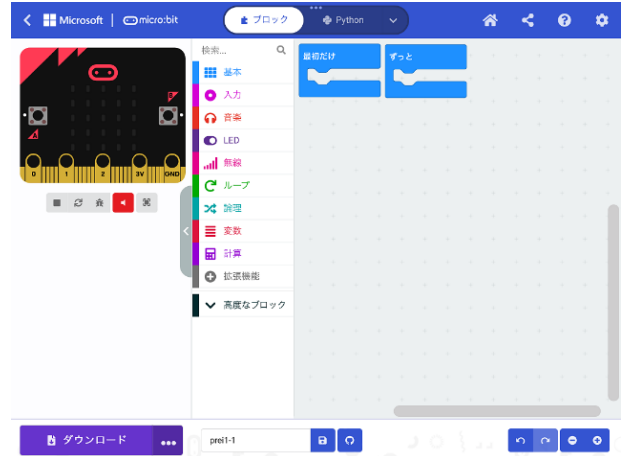 Microsoft
micro:bit
ブロック
Python
検索...
基本
入力
音楽
LED
無線
ループ
論理
変数
計算
拡張機能
高度なブロック
最初だけ
ずっと
A
B
0
1
2
3V
GND
ダウンロード
prei1-1